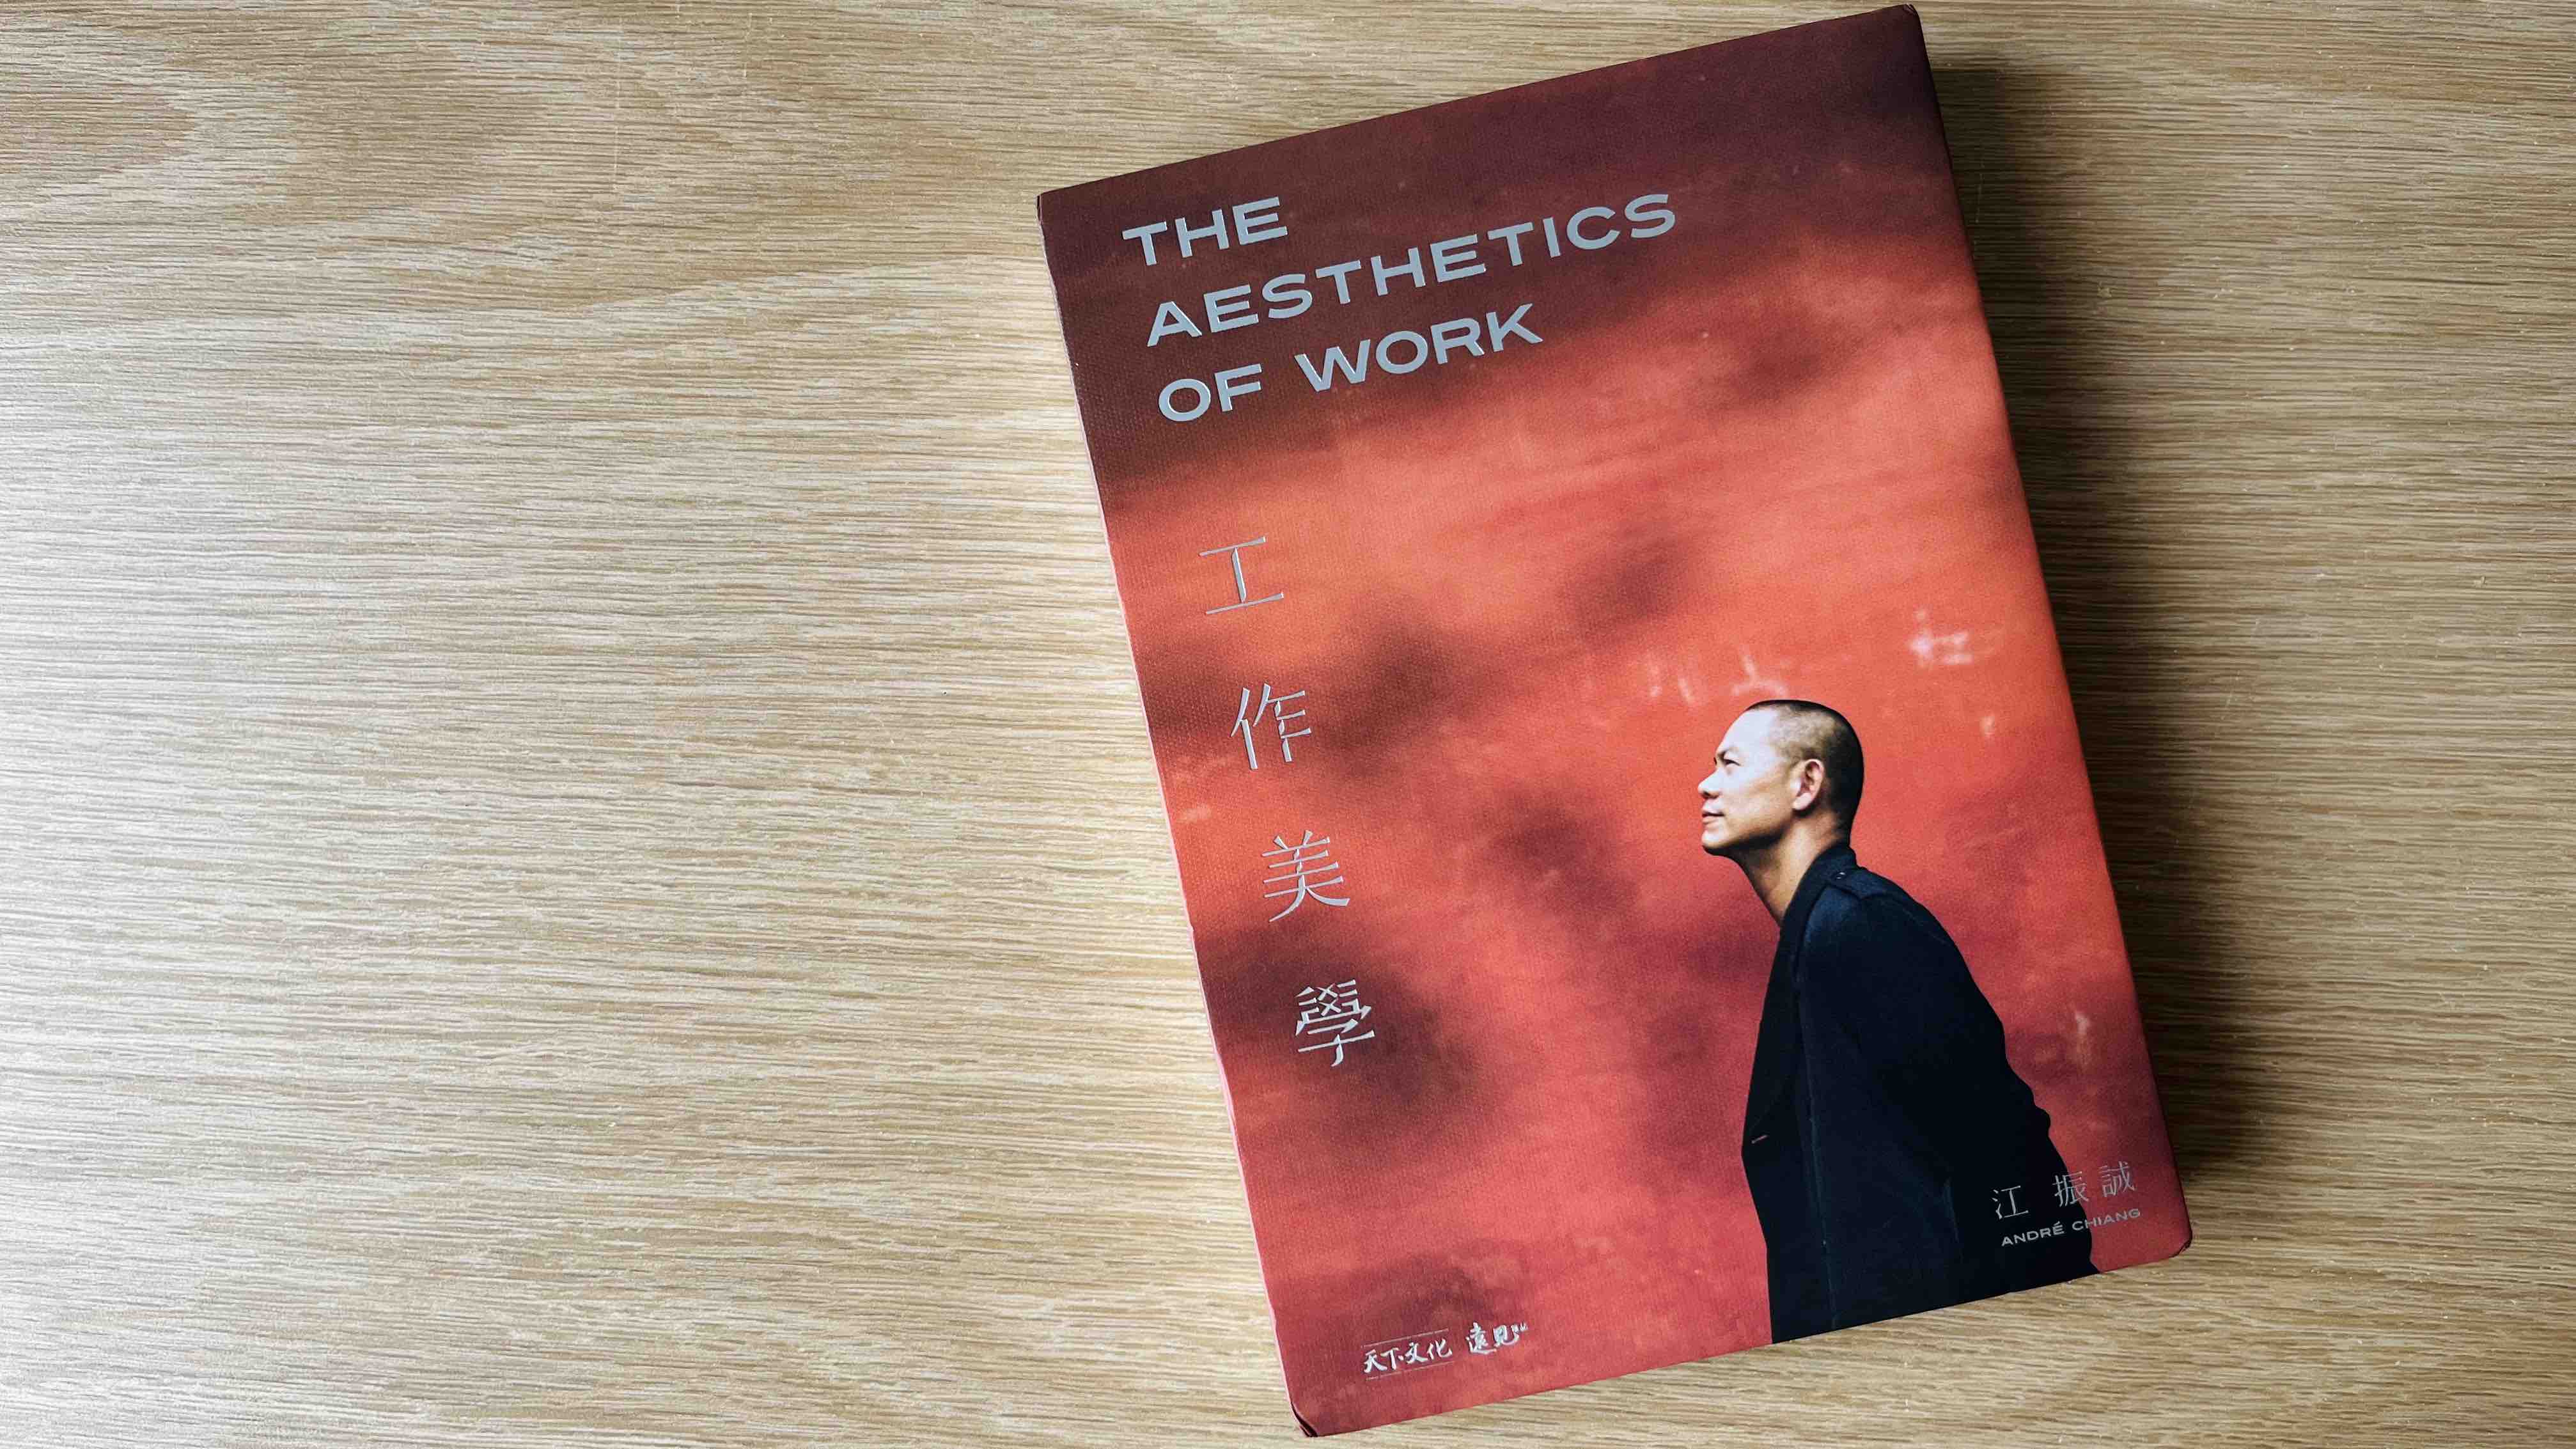 THE
AESTHETICS
OF WORK
工作美學
江振誠
ANDRÉ CHIANG
天下文化 遠見